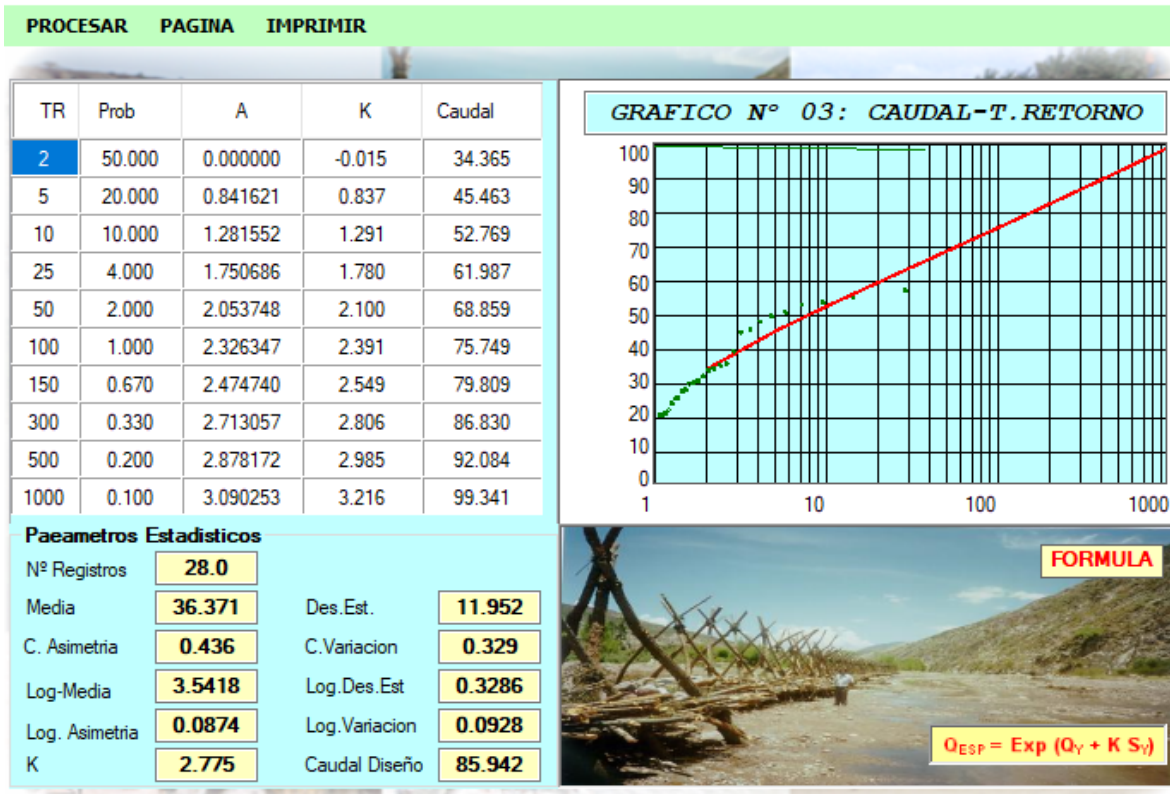 PROCESAR PAGINA IMPRIMIR
TR Prob A K Caudal
2 50.000 0.000000 -0.015 34.365
5 20.000 0.841621 0.837 45.463
10 10.000 1.281552 1.291 52.769
25 4.000 1.750686 1.780 61.987
50 2.000 2.053748 2.100 68.859
100 1.000 2.326347 2.391 75.749
150 0.670 2.474740 2.549 79.809
300 0.330 2.713057 2.806 86.830
500 0.200 2.878172 2.985 92.084
1000 0.100 3.090253 3.216 99.341
GRAFICO Nº 03: CAUDAL-T.RETORNO
100
90
80
70
60
50
40
30
20
10
0
1 10 100 1000
Paeametros Estadisticos
Nº Registros 28.0
Media 36.371 Des.Est. 11.952
C. Asimetria 0.436 C.Variacion 0.329
Log-Media 3.5418 Log.Des.Est 0.3286
Log. Asimetria 0.0874 Log.Variacion 0.0928
K 2.775 Caudal Diseño 85.942
FORMULA
QESP = Exp (QY + K SY)